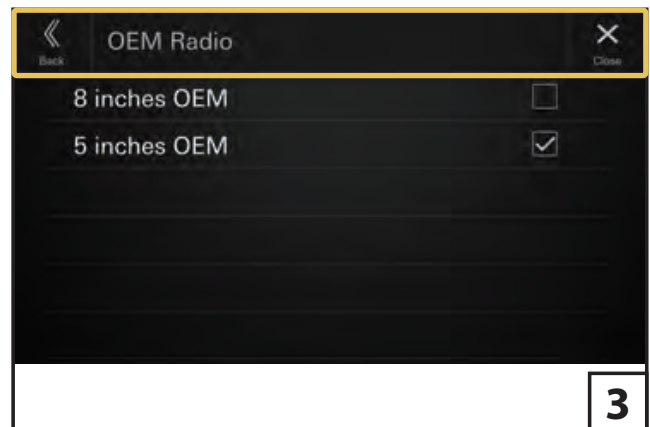 OEM Radio
Back
Close
8 inches OEM
5 inches OEM
3